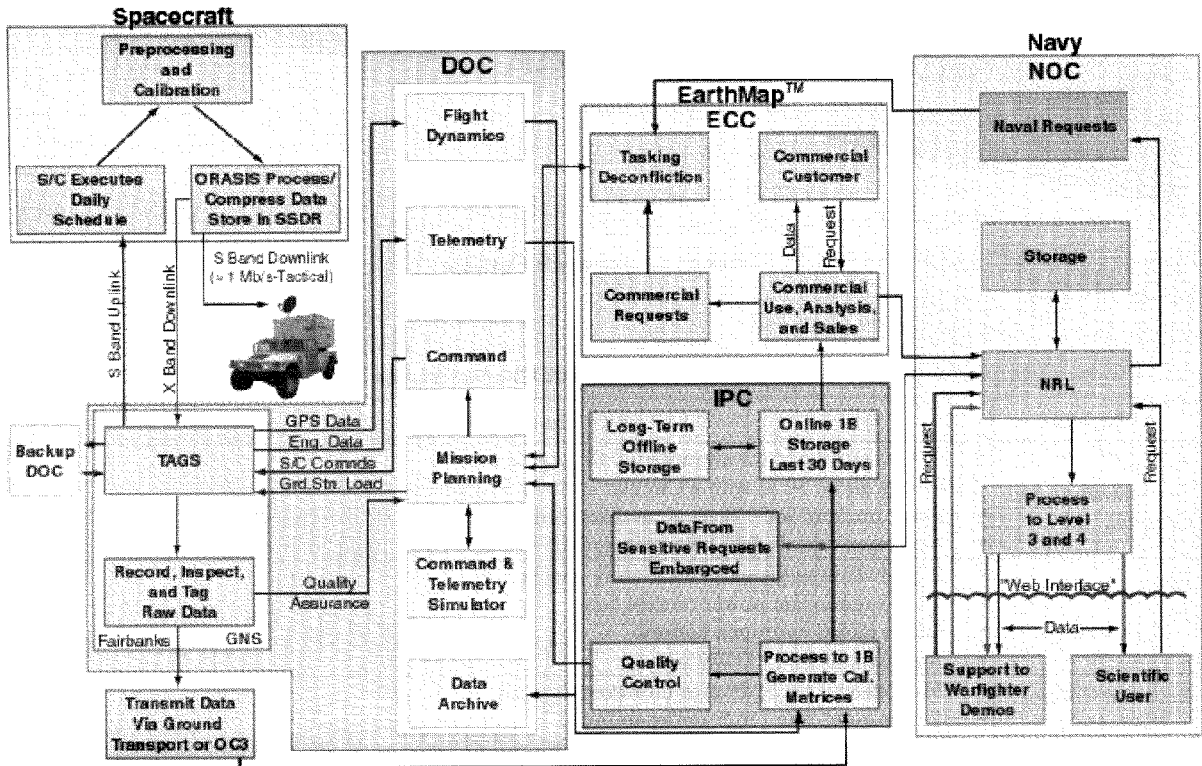 Spacecraft
Preprocessing
and
Calibration
S/C Executes
Daily
Schedule
ORASIS Process/
Compress Data
Store in SSDR
S Band Downlink
(≈ 1 Mb/s-Tactical)
S Band Uplink
X Band Downlink
Backup
DOC
TAGS
GPS Data
Eng. Data
S/C Comnds
Grd. Stn. Load
Record, Inspect,
and Tag
Raw Data
Quality
Assurance
Fairbanks
GNS
Transmit Data
Via Ground
Transport or OC3
DOC
Flight
Dynamics
Telemetry
Command
Mission
Planning
Command &
Telemetry
Simulator
Data
Archive
EarthMap™
ECC
Tasking
Deconfliction
Commercial
Customer
Data
Request
Commercial
Requests
Commercial
Use, Analysis,
and Sales
IPC
Long-Term
Offline
Storage
Online 1B
Storage
Last 30 Days
Data From
Sensitive Requests
Embargoed
Quality
Control
Process to 1B
Generate Cal.
Matrices
Navy
NOC
Naval Requests
Storage
NRL
Request
Request
Process
to Level
3 and 4
"Web Interface"
Data
Support to
Warfighter
Demos
Scientific
User